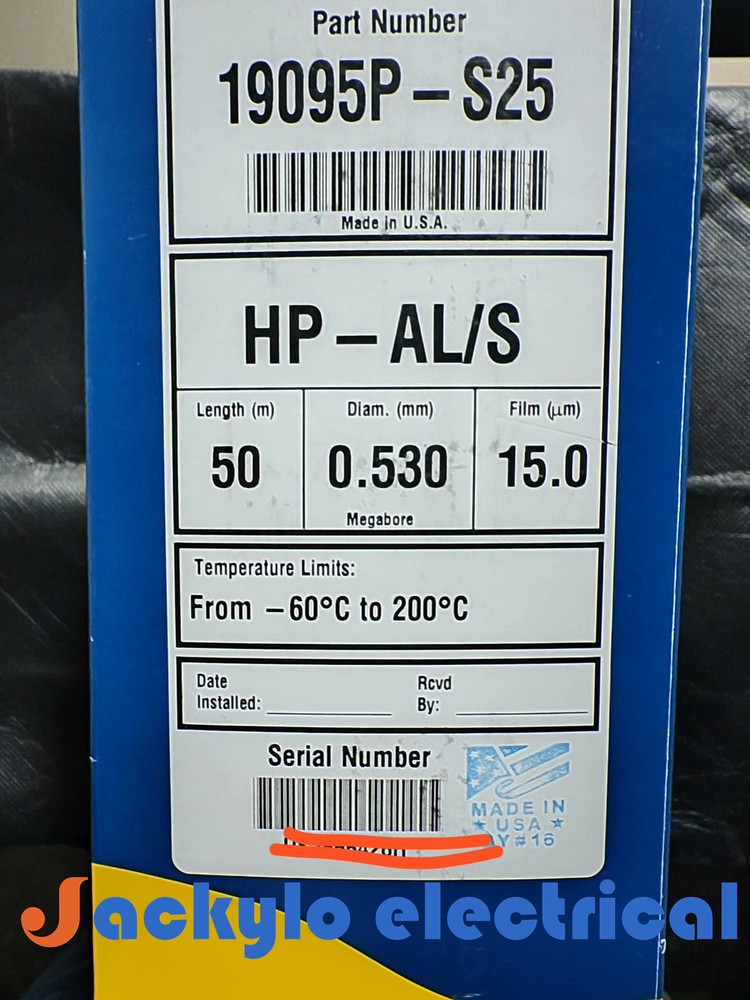 Part Number
19095P – S25
Made in U.S.A.
HP – AL/S
Length (m) Diam. (mm) Film (μm)
50 0.530 15.0
Megabore
Temperature Limits:
From –60°C to 200°C
Date Rcvd
Installed: By:
Serial Number
MADE IN
★ USA ★
Y#16
Jackylo electrical